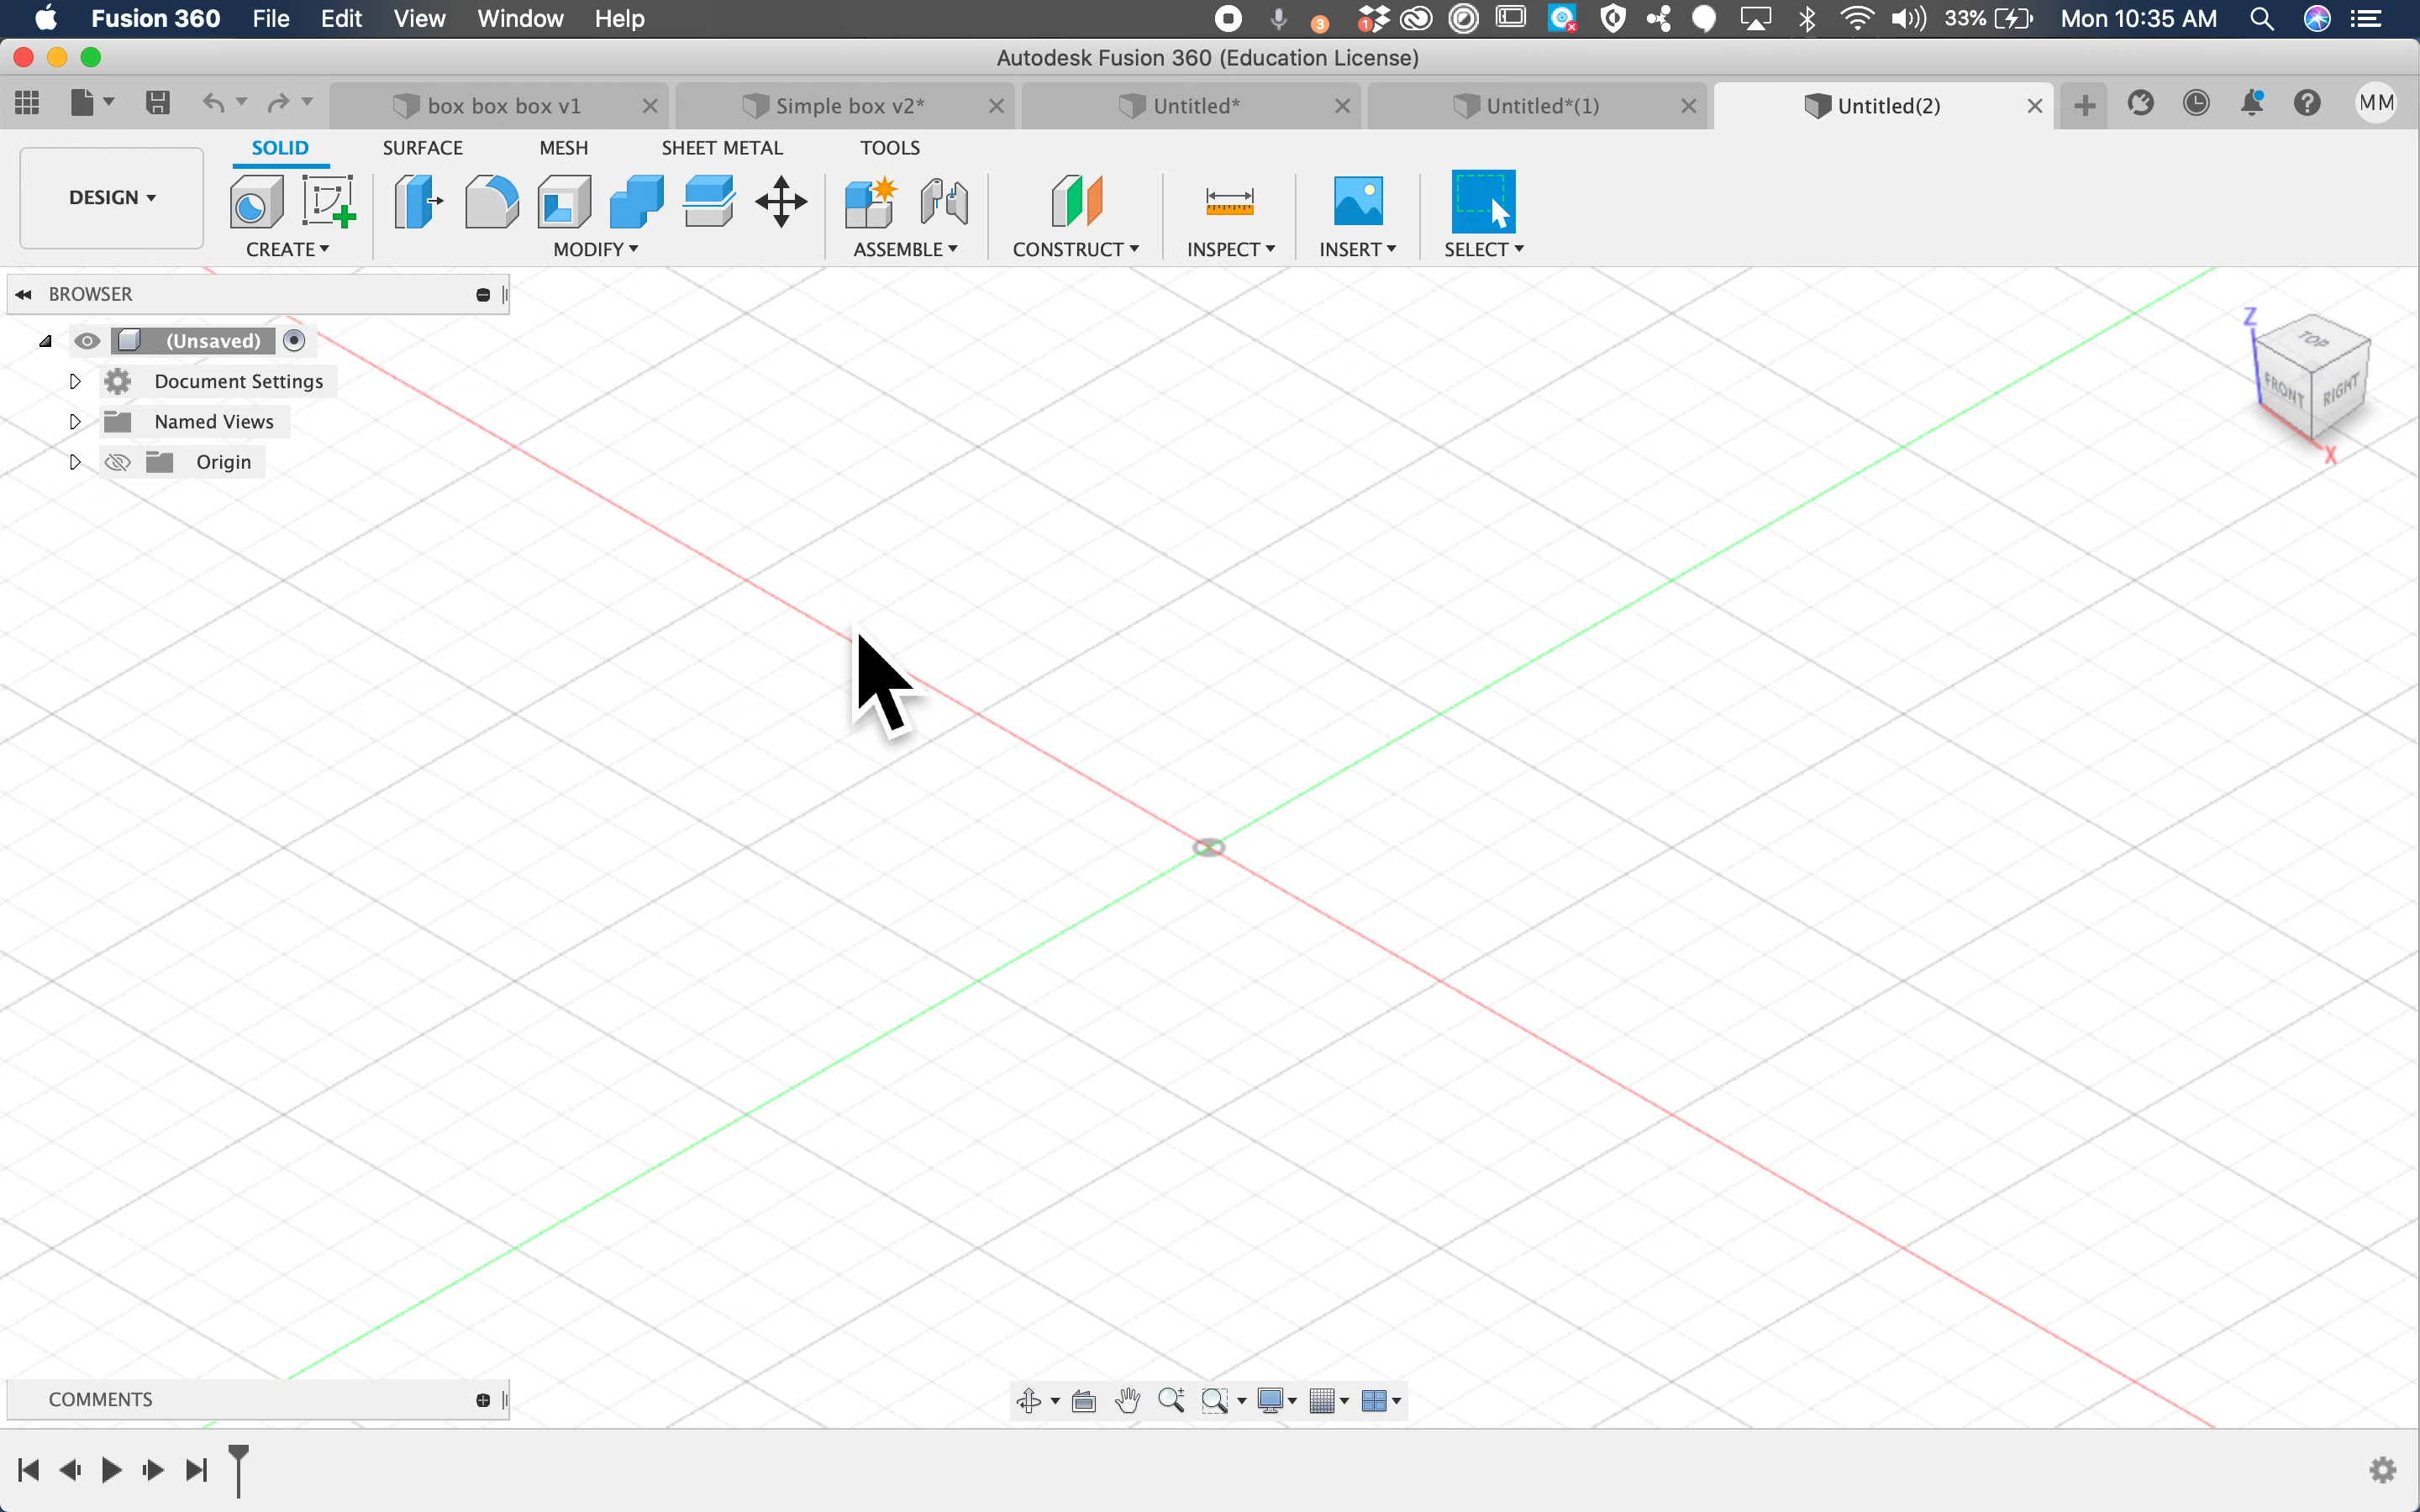 Fusion 360 File Edit View Window Help 3 1 33% Mon 10:35 AM
Autodesk Fusion 360 (Education License)
box box box v1 Simple box v2* Untitled* Untitled*(1) Untitled(2) MM
SOLID SURFACE MESH SHEET METAL TOOLS
DESIGN
CREATE MODIFY ASSEMBLE CONSTRUCT INSPECT INSERT SELECT
BROWSER
(Unsaved)
Document Settings
Named Views
Origin
Z
TOP
FRONT RIGHT
X
COMMENTS